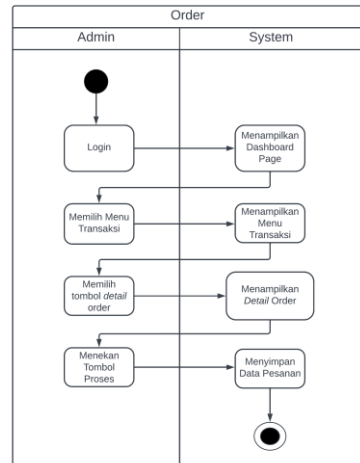 Order
Admin
System
Login
Menampilkan
Dashboard
Page
Memilih Menu
Transaksi
Menampilkan
Menu
Transaksi
Memilih
tombol detail
order
Menampilkan
Detail Order
Menekan
Tombol
Proses
Menyimpan
Data Pesanan